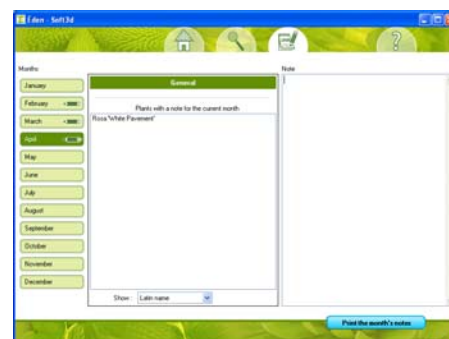 Eden - Soft3d
?
Months
Note
January
February
March
April
May
June
July
August
September
October
November
December
General
Plants with a note for the current month
Rosa 'White Pavement'
Show : Latin name
Print the month's notes